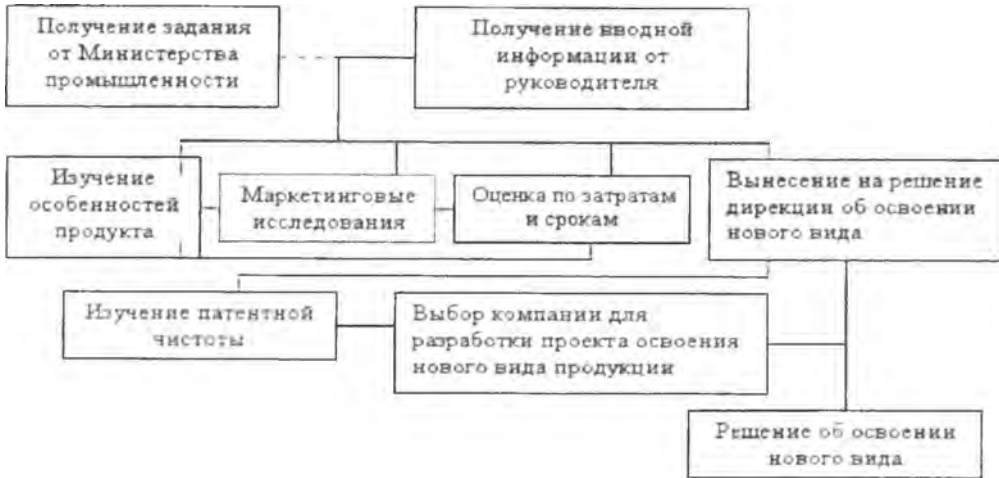 Получение задания
от Министерства
промышленности
Получение вводной
информации от
руководителя
Изучение
особенностей
продукта
Маркетинговые
исследования
Оценка по затратам
и срокам
Вынесение на решение
дирекции об освоении
нового вида
Изучение патентной
чистоты
Выбор компании для
разработки проекта освоения
нового вида продукции
Решение об освоении
нового вида